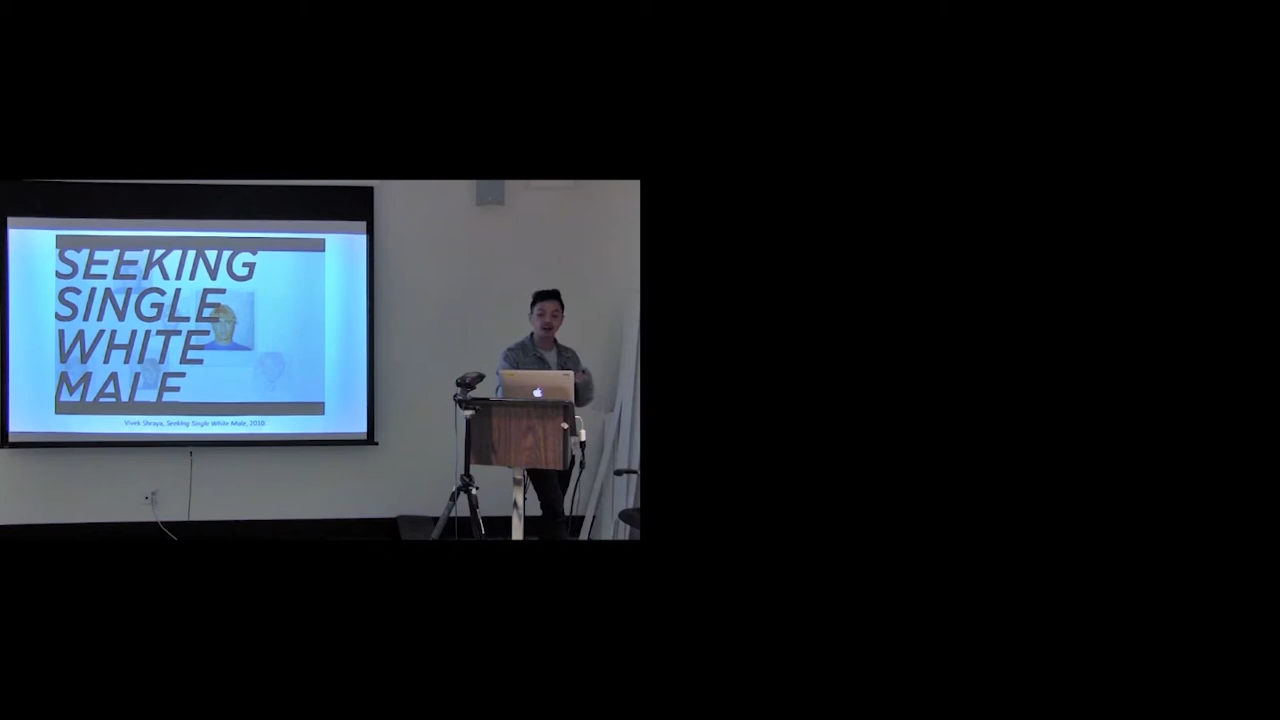 SEEKING
SINGLE
WHITE
MALE
Vivek Shraya, Seeking Single White Male, 2010.